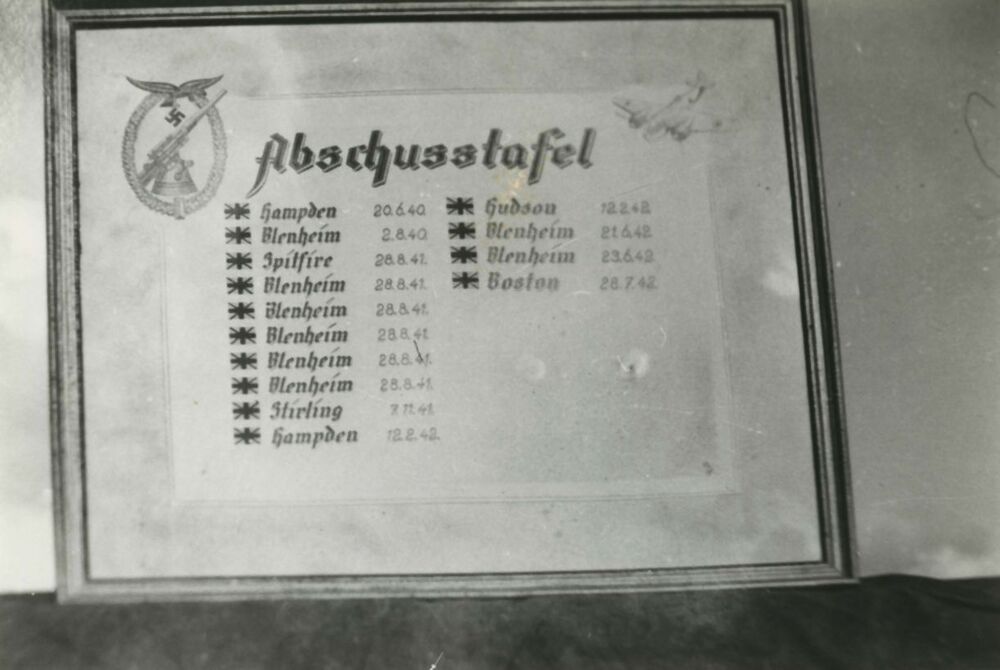 Abschusstafel
Hampden 20.6.40.
Blenheim 2.8.40.
Spitfire 28.8.41.
Blenheim 28.8.41.
Blenheim 28.8.41.
Blenheim 28.8.41.
Blenheim 28.8.41.
Blenheim 28.8.41.
Stirling 7.11.41.
Hampden 12.2.42.
Hudson 12.2.42.
Blenheim 21.6.42.
Blenheim 23.6.42.
Boston 28.7.42.